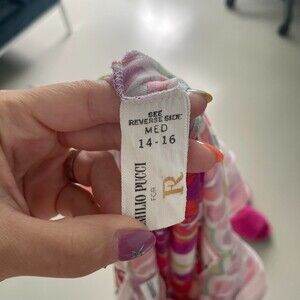 SEE
REVERSE SIDE
MED
14-16
EMILIO PUCCI
FOR
R